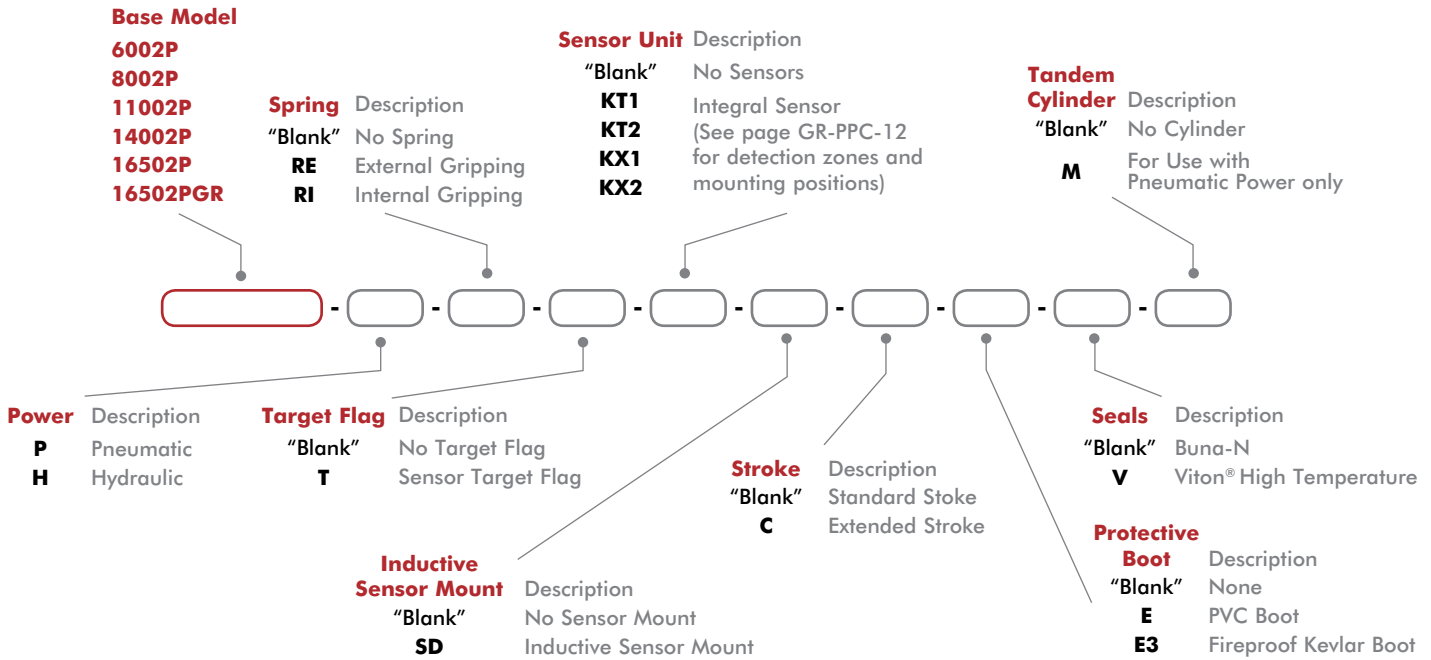 Base Model
6002P
8002P
11002P
14002P
16502P
16502PGR
Spring Description
“Blank” No Spring
RE External Gripping
RI Internal Gripping
Sensor Unit Description
“Blank” No Sensors
KT1 Integral Sensor
KT2 (See page GR-PPC-12
KX1 for detection zones and
KX2 mounting positions)
Tandem
Cylinder Description
“Blank” No Cylinder
M For Use with
Pneumatic Power only
- - - - - - - - -
Power Description
P Pneumatic
H Hydraulic
Target Flag Description
“Blank” No Target Flag
T Sensor Target Flag
Inductive
Sensor Mount Description
“Blank” No Sensor Mount
SD Inductive Sensor Mount
Stroke Description
“Blank” Standard Stoke
C Extended Stroke
Protective
Boot Description
“Blank” None
E PVC Boot
E3 Fireproof Kevlar Boot
Seals Description
“Blank” Buna-N
V Viton® High Temperature